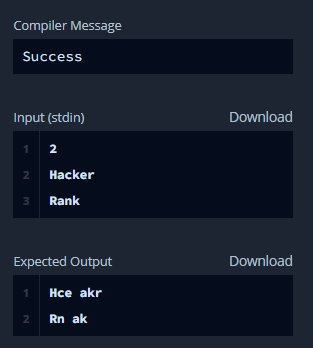 Compiler Message
Success
Input (stdin) Download
1 2
2 Hacker
3 Rank
Expected Output Download
1 Hce akr
2 Rn ak